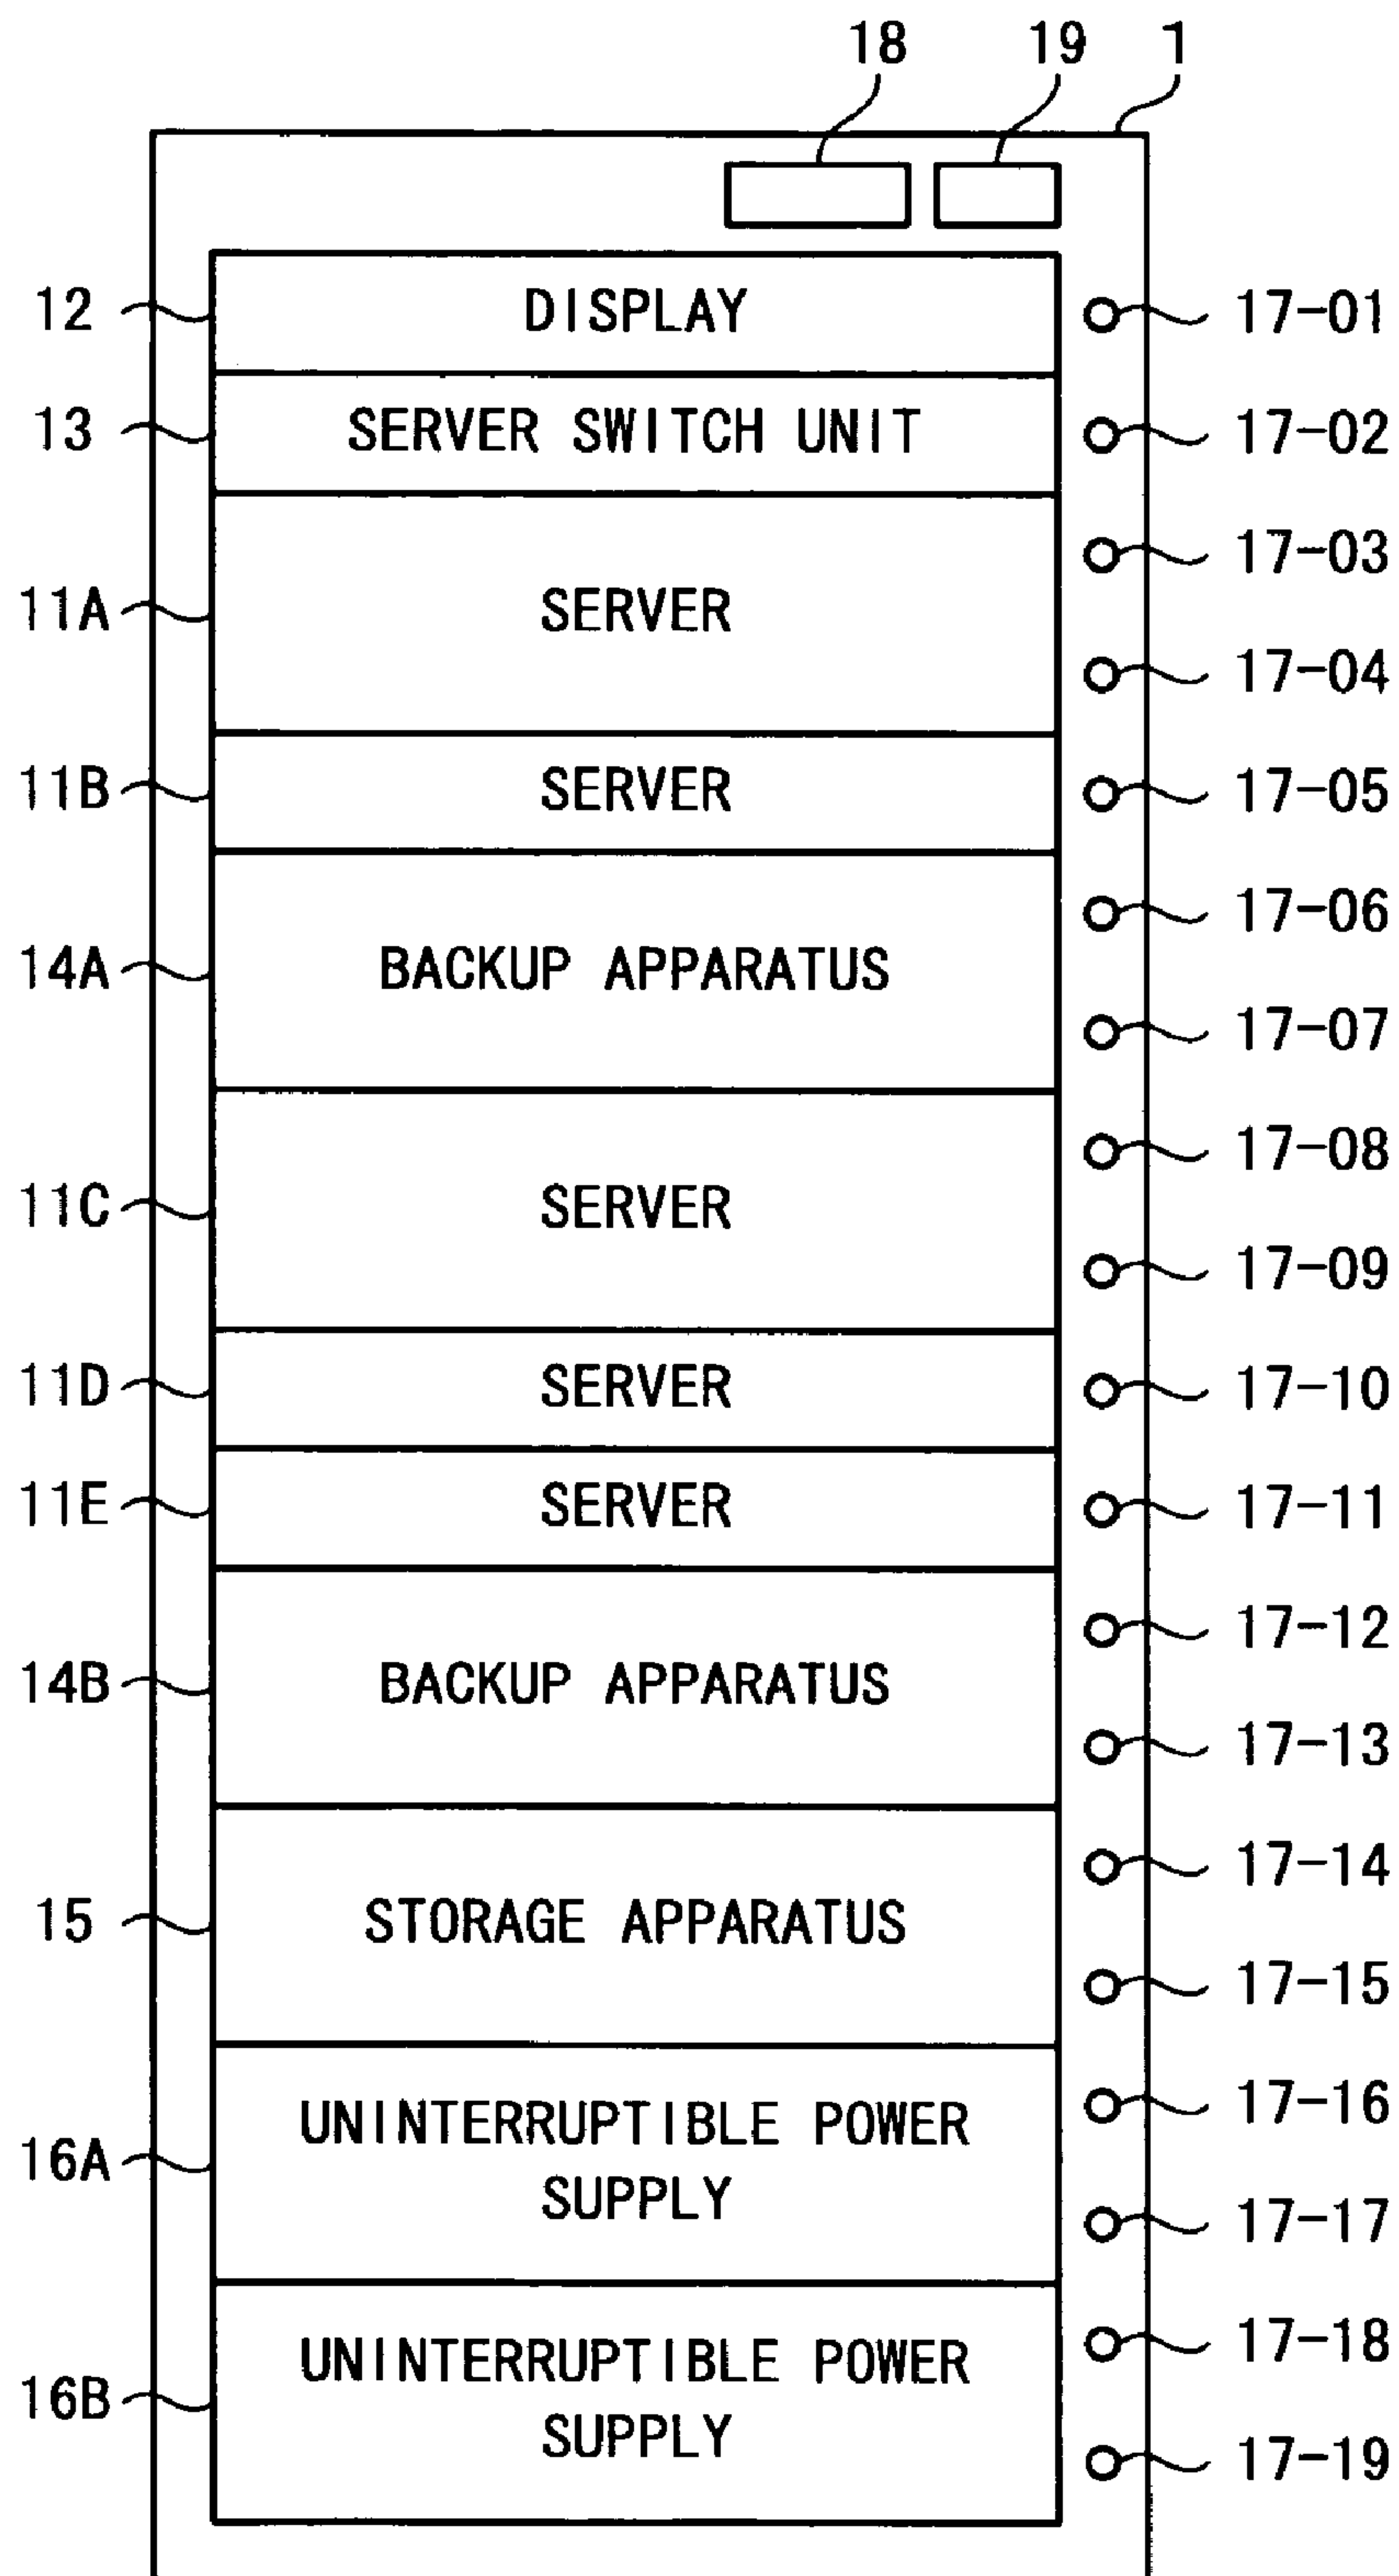 18 19 1
12 DISPLAY 17-01
13 SERVER SWITCH UNIT 17-02
17-03
11A SERVER
17-04
11B SERVER 17-05
17-06
14A BACKUP APPARATUS
17-07
17-08
11C SERVER
17-09
11D SERVER 17-10
11E SERVER 17-11
17-12
14B BACKUP APPARATUS
17-13
17-14
15 STORAGE APPARATUS
17-15
17-16
UNINTERRUPTIBLE POWER
16A
SUPPLY
17-17
17-18
UNINTERRUPTIBLE POWER
16B
SUPPLY
17-19